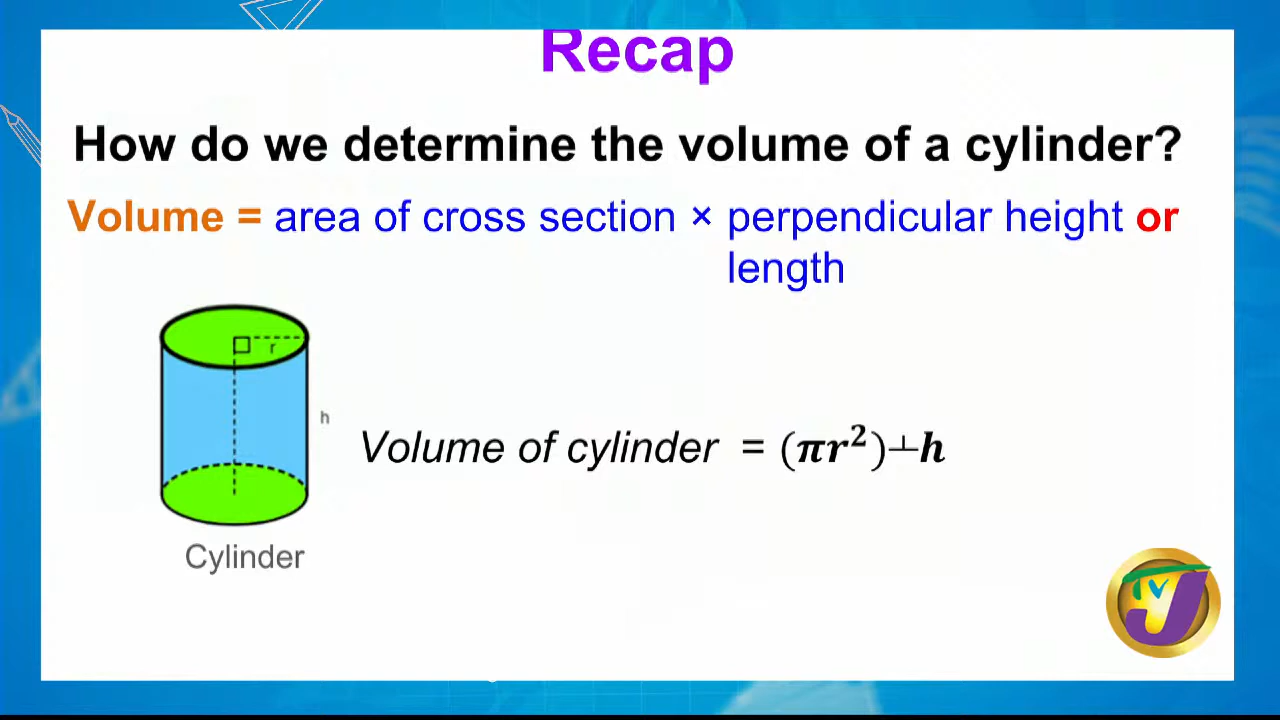 Recap
How do we determine the volume of a cylinder?
Volume = area of cross section × perpendicular height or
length
r
h
Volume of cylinder = (πr²)⊥h
Cylinder
TVJ